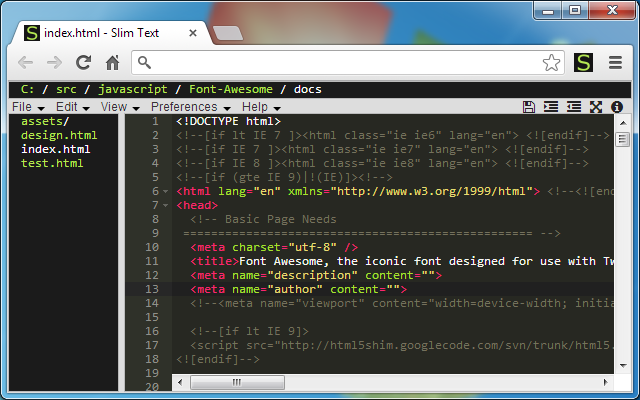 index.html - Slim Text
C: / src / javascript / Font-Awesome / docs
File Edit View Preferences Help
assets/
design.html
index.html
test.html
1 <!DOCTYPE html>
2 <!--[if lt IE 7 ]><html class="ie ie6" lang="en"> <![endif]-->
3 <!--[if IE 7 ]><html class="ie ie7" lang="en"> <![endif]-->
4 <!--[if IE 8 ]><html class="ie ie8" lang="en"> <![endif]-->
5 <!--[if (gte IE 9)|!(IE)]><!-->
6 <html lang="en" xmlns="http://www.w3.org/1999/html"> <!--<![end
7 <head>
8 <!-- Basic Page Needs
9 ================================================== -->
10 <meta charset="utf-8" />
11 <title>Font Awesome, the iconic font designed for use with Tw
12 <meta name="description" content="">
13 <meta name="author" content="">
14 <!--<meta name="viewport" content="width=device-width; initia
15
16 <!--[if lt IE 9]>
17 <script src="http://html5shim.googlecode.com/svn/trunk/html5.
18 <![endif]-->
19
20